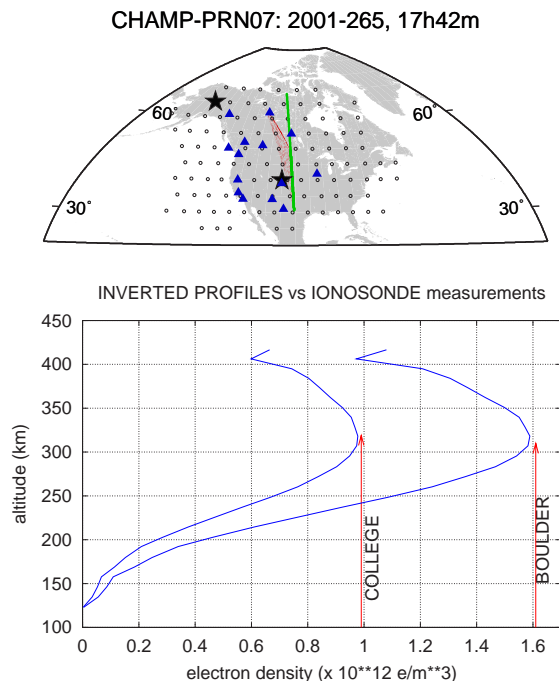 CHAMP-PRN07: 2001-265, 17h42m
60°
60°
30°
30°
INVERTED PROFILES vs IONOSONDE measurements
450
400
350
300
250
200
150
100
altitude (km)
COLLEGE
BOULDER
0 0.2 0.4 0.6 0.8 1 1.2 1.4 1.6
electron density (x 10**12 e/m**3)